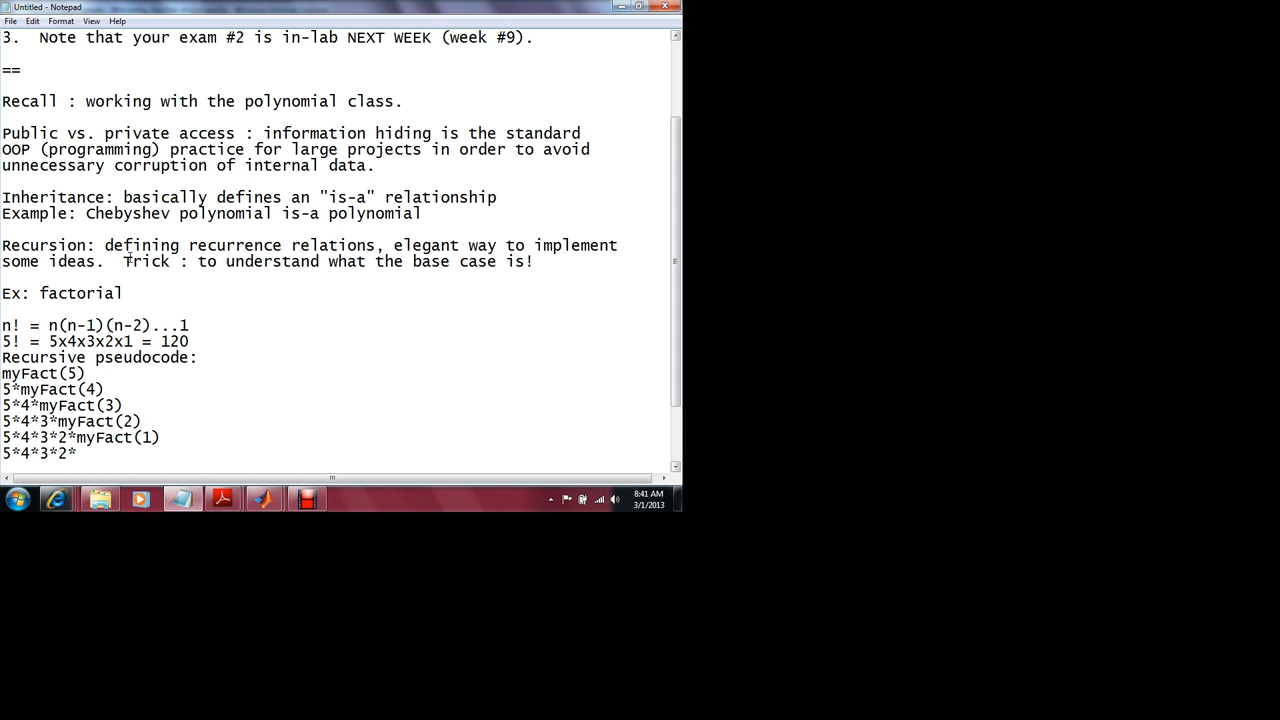 Untitled - Notepad
File Edit Format View Help
3. Note that your exam #2 is in-lab NEXT WEEK (week #9).
==
Recall : working with the polynomial class.
Public vs. private access : information hiding is the standard
OOP (programming) practice for large projects in order to avoid
unnecessary corruption of internal data.
Inheritance: basically defines an "is-a" relationship
Example: Chebyshev polynomial is-a polynomial
Recursion: defining recurrence relations, elegant way to implement
some ideas. Trick : to understand what the base case is!
Ex: factorial
n! = n(n-1)(n-2)...1
5! = 5x4x3x2x1 = 120
Recursive pseudocode:
myFact(5)
5*myFact(4)
5*4*myFact(3)
5*4*3*myFact(2)
5*4*3*2*myFact(1)
5*4*3*2*
8:41 AM
3/1/2013